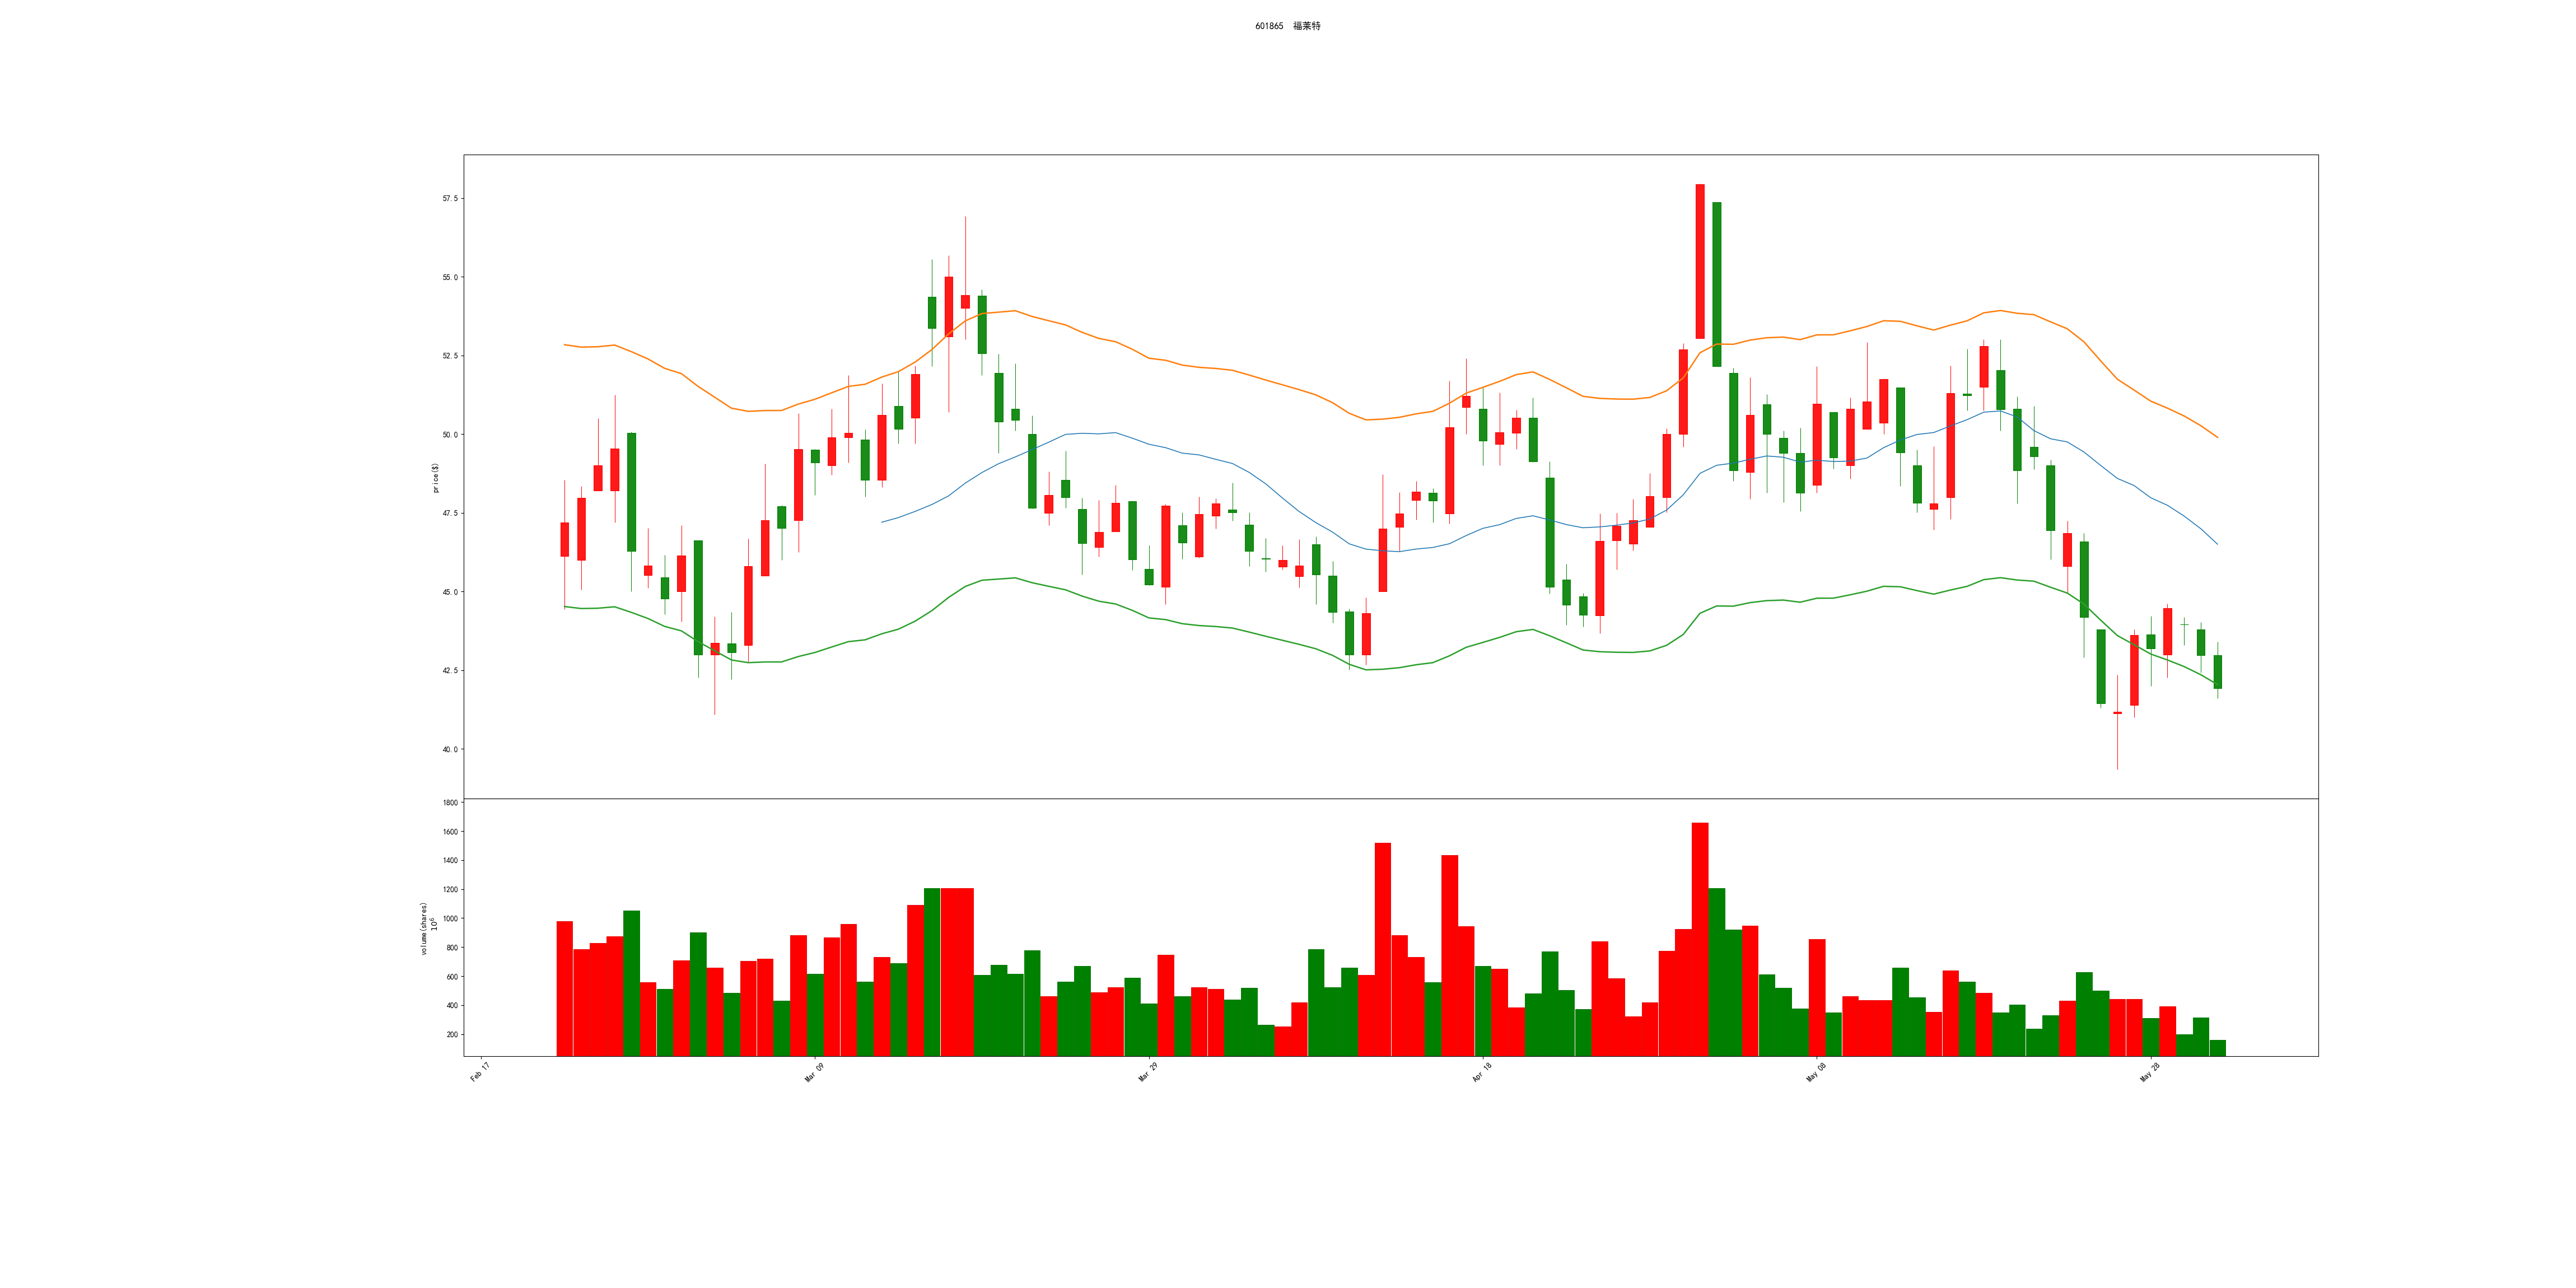 601865 福莱特
price($)
57.5
55.0
52.5
50.0
47.5
45.0
42.5
40.0
volume(shares)
10⁶
1800
1600
1400
1200
1000
800
600
400
200
Feb 17
Mar 09
Mar 29
Apr 18
May 08
May 28